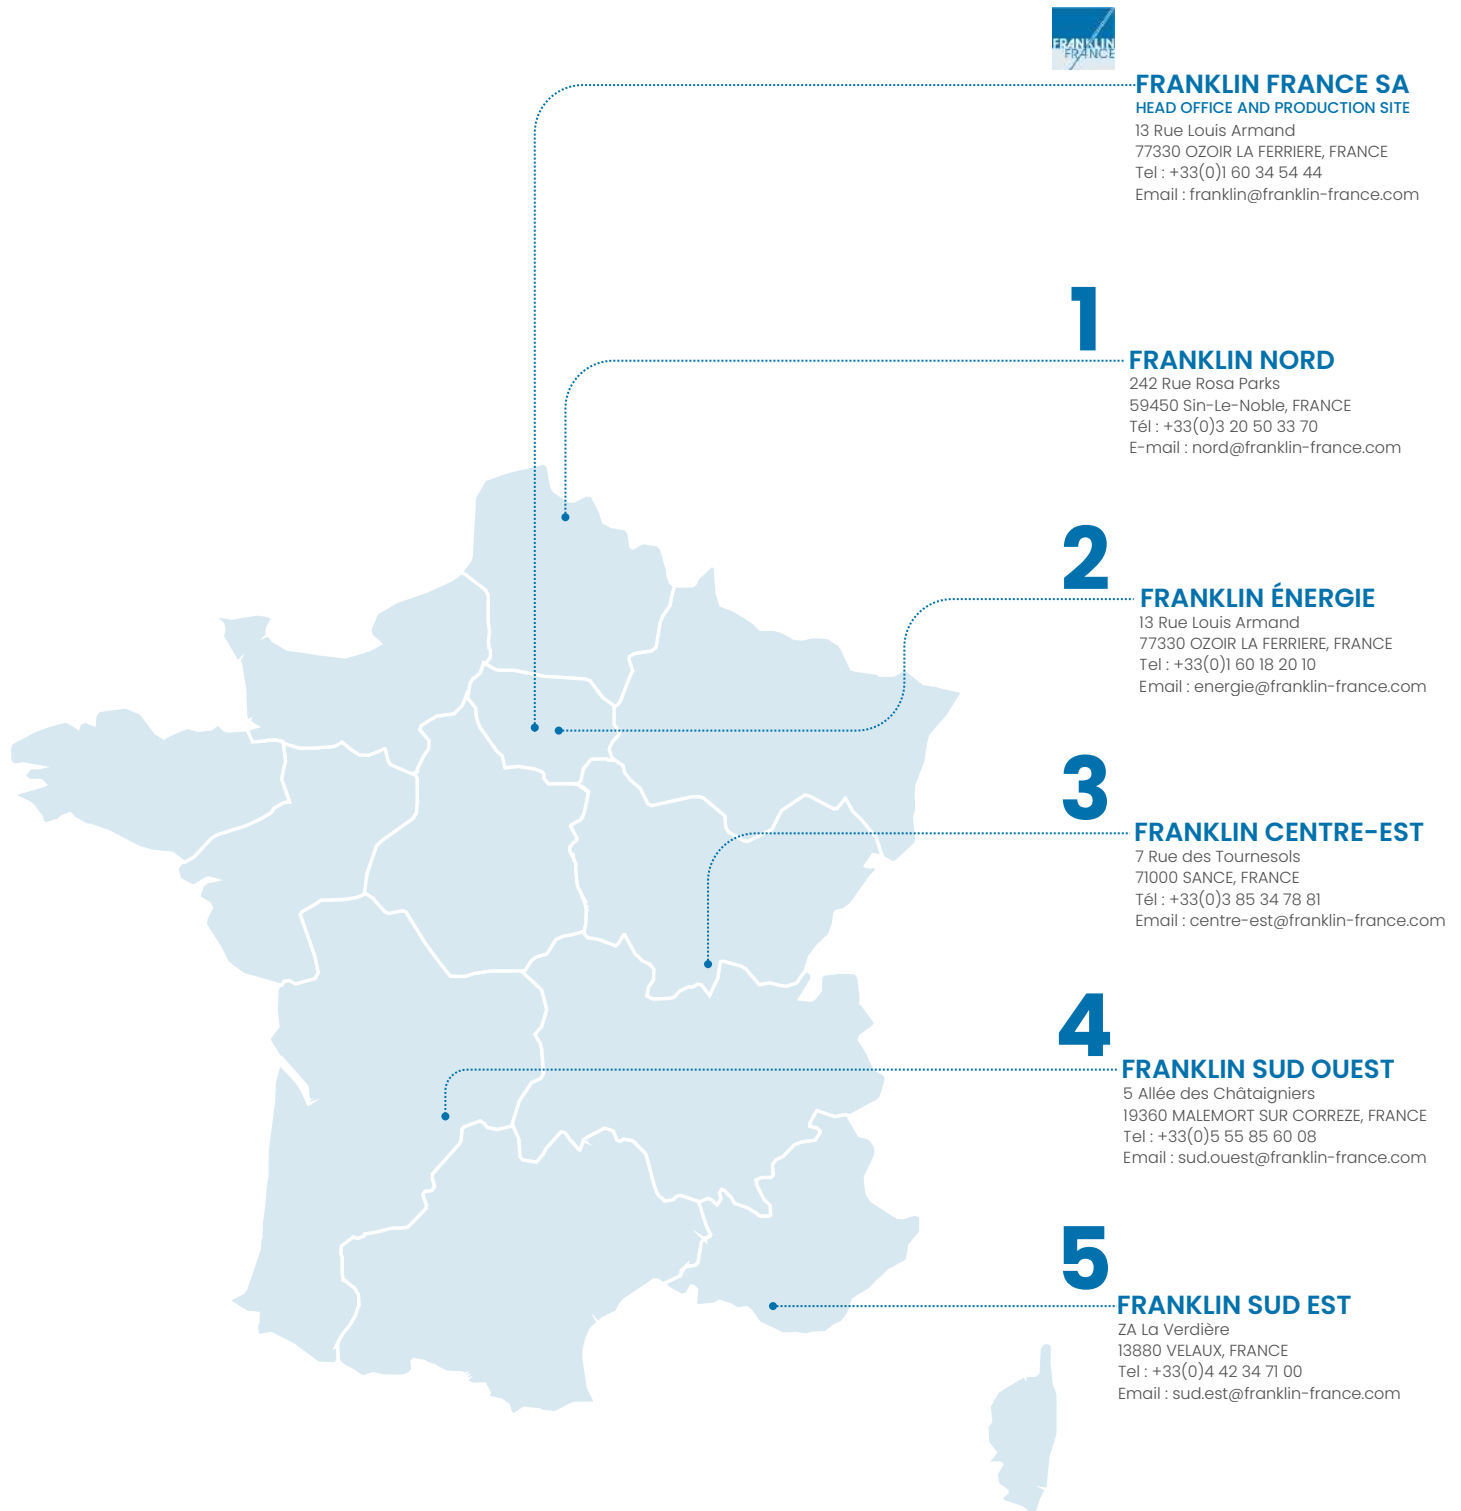 FRANKLIN
FRANCE
FRANKLIN FRANCE SA
HEAD OFFICE AND PRODUCTION SITE
13 Rue Louis Armand
77330 OZOIR LA FERRIERE, FRANCE
Tel : +33(0)1 60 34 54 44
Email : franklin@franklin-france.com
1
FRANKLIN NORD
242 Rue Rosa Parks
59450 Sin-Le-Noble, FRANCE
Tél : +33(0)3 20 50 33 70
E-mail : nord@franklin-france.com
2
FRANKLIN ÉNERGIE
13 Rue Louis Armand
77330 OZOIR LA FERRIERE, FRANCE
Tel : +33(0)1 60 18 20 10
Email : energie@franklin-france.com
3
FRANKLIN CENTRE-EST
7 Rue des Tournesols
71000 SANCE, FRANCE
Tél : +33(0)3 85 34 78 81
Email : centre-est@franklin-france.com
4
FRANKLIN SUD OUEST
5 Allée des Châtaigniers
19360 MALEMORT SUR CORREZE, FRANCE
Tel : +33(0)5 55 85 60 08
Email : sud.ouest@franklin-france.com
5
FRANKLIN SUD EST
ZA La Verdière
13880 VELAUX, FRANCE
Tel : +33(0)4 42 34 71 00
Email : sud.est@franklin-france.com